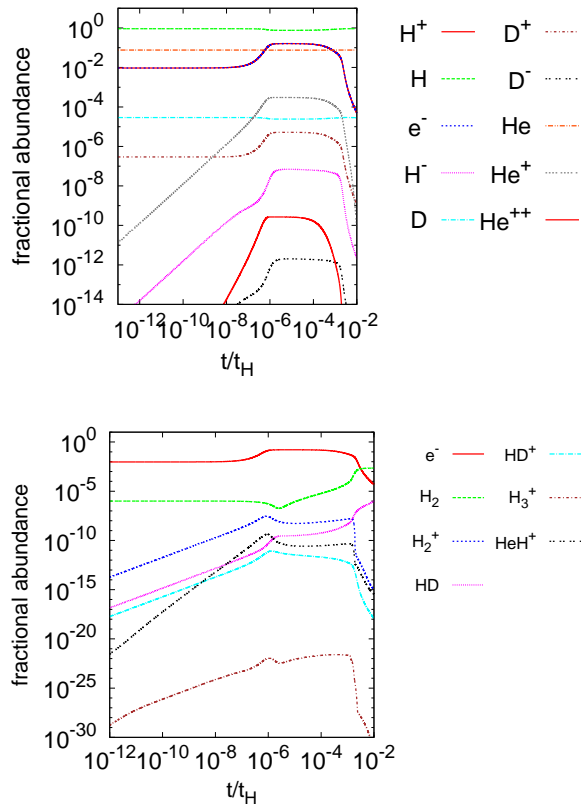 fractional abundance
10^0
10^-2
10^-4
10^-6
10^-8
10^-10
10^-12
10^-14
10^-12 10^-10 10^-8 10^-6 10^-4 10^-2
t/t_H
H^+
H
e^-
H^-
D
D^+
D^-
He
He^+
He^++
fractional abundance
10^0
10^-5
10^-10
10^-15
10^-20
10^-25
10^-30
10^-12 10^-10 10^-8 10^-6 10^-4 10^-2
t/t_H
e^-
H_2
H_2^+
HD
HD^+
H_3^+
HeH^+